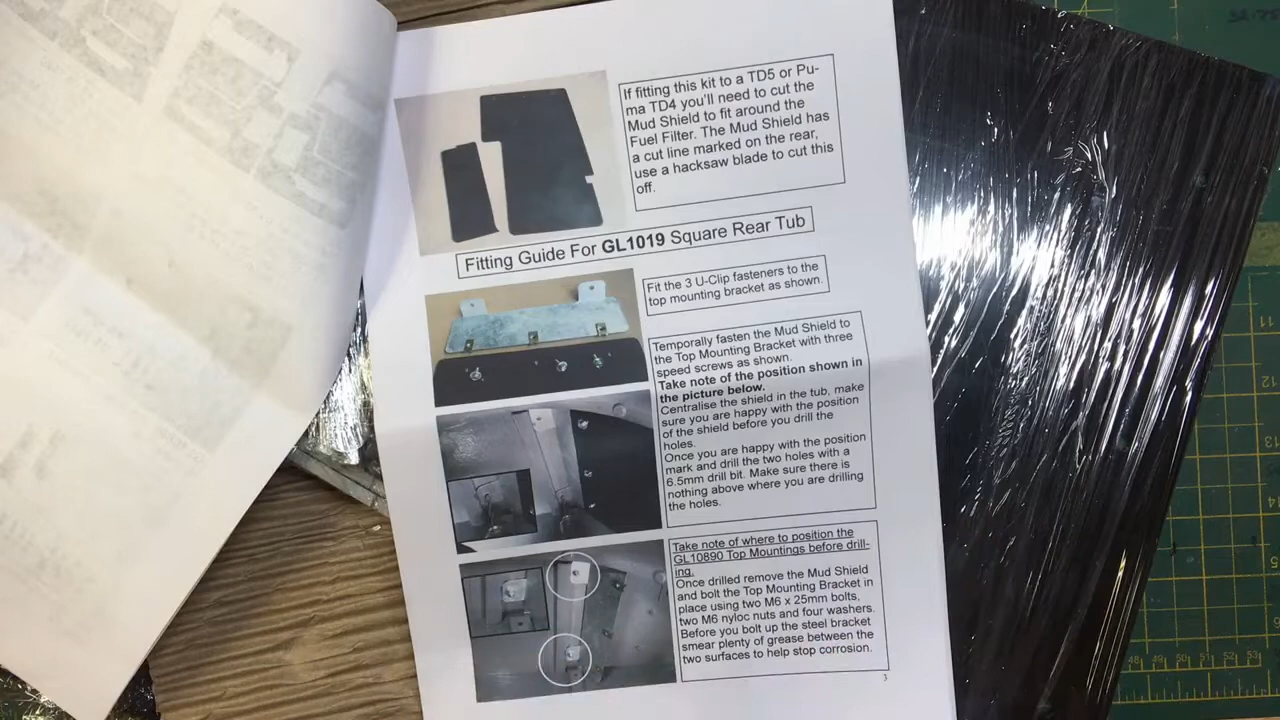 If fitting this kit to a TD5 or Pu-
ma TD4 you'll need to cut the
Mud Shield to fit around the
Fuel Filter. The Mud Shield has
a cut line marked on the rear,
use a hacksaw blade to cut this
off.
Fitting Guide For GL1019 Square Rear Tub
Fit the 3 U-Clip fasteners to the
top mounting bracket as shown.
Temporally fasten the Mud Shield to
the Top Mounting Bracket with three
speed screws as shown.
Take note of the position shown in
the picture below.
Centralise the shield in the tub, make
sure you are happy with the position
of the shield before you drill the
holes.
Once you are happy with the position
mark and drill the two holes with a
6.5mm drill bit. Make sure there is
nothing above where you are drilling
the holes.
Take note of where to position the
GL10890 Top Mountings before drill-
ing.
Once drilled remove the Mud Shield
and bolt the Top Mounting Bracket in
place using two M6 x 25mm bolts,
two M6 nyloc nuts and four washers.
Before you bolt up the steel bracket
smear plenty of grease between the
two surfaces to help stop corrosion.
3
11
12
5
48 49 50 51 52 53